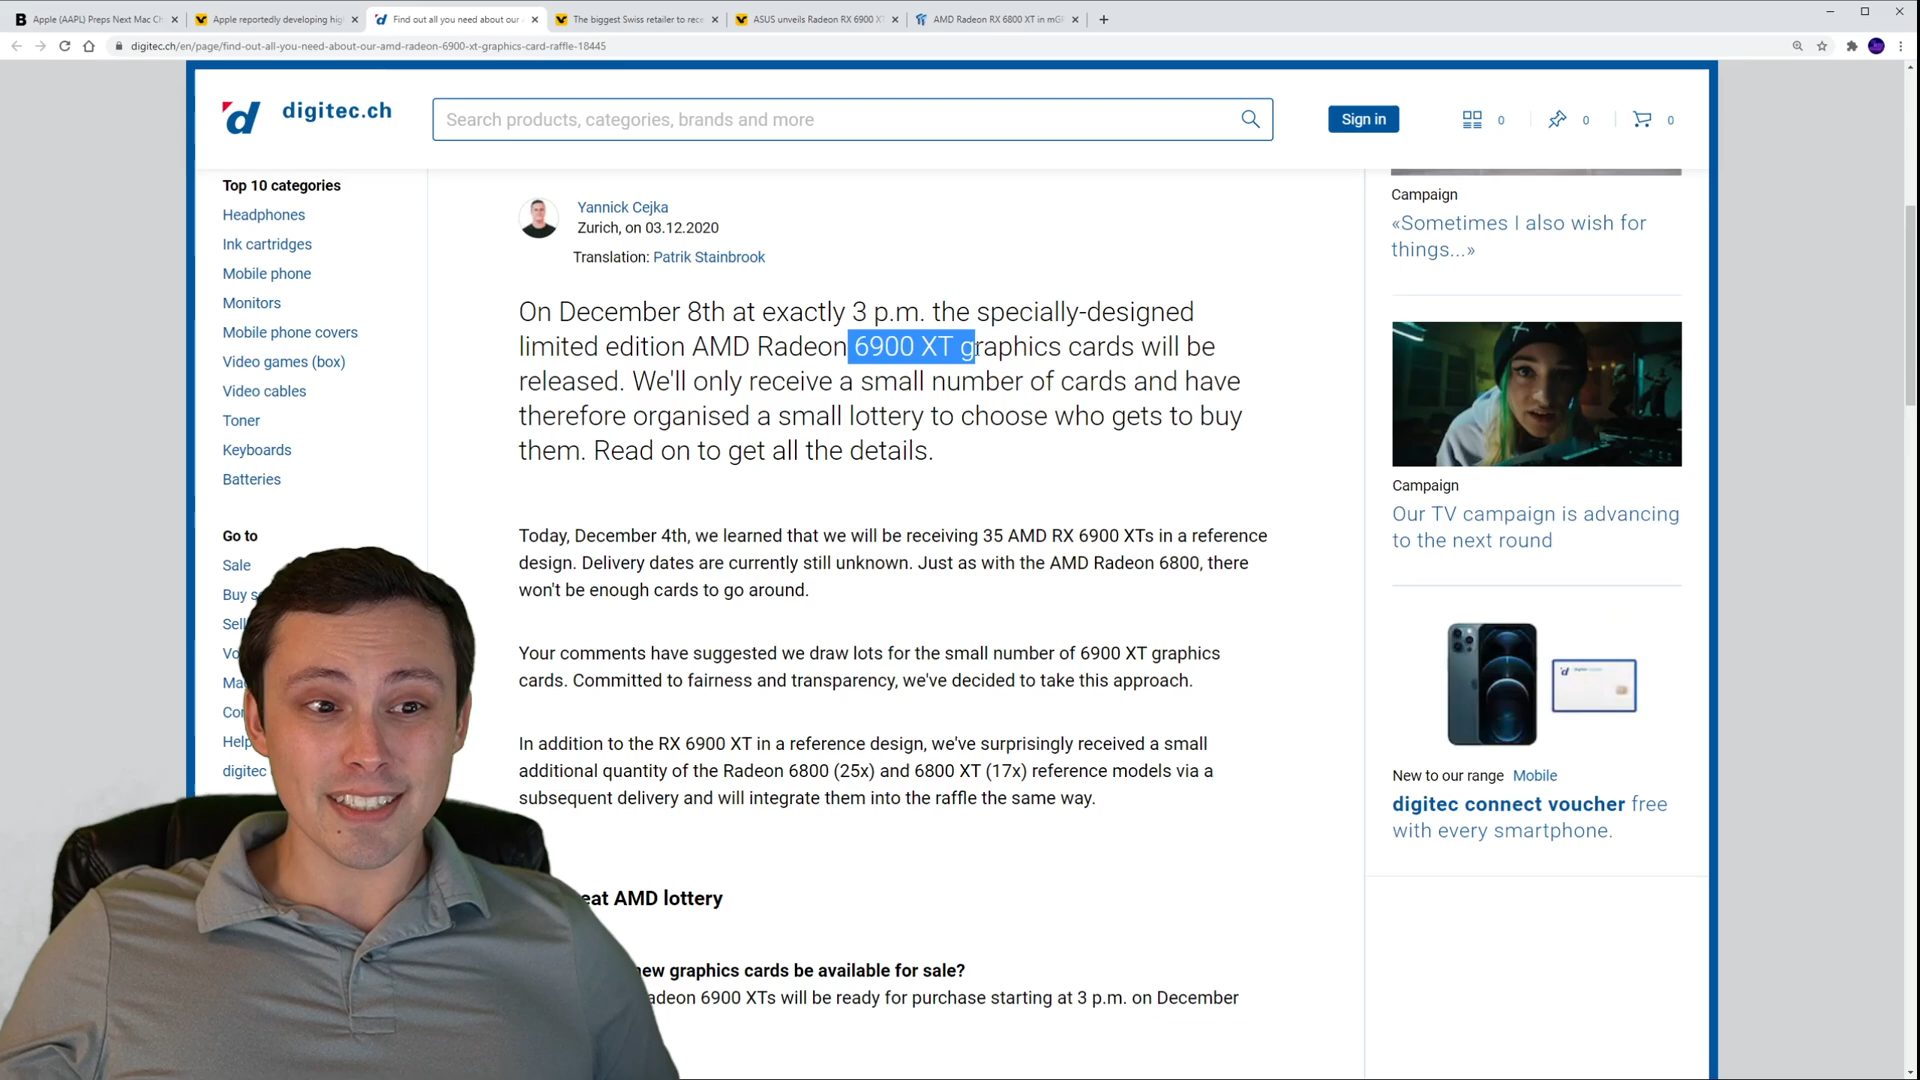 Apple (AAPL) Preps Next Mac Ch
Apple reportedly developing hig
Find out all you need about our
The biggest Swiss retailer to rece
ASUS unveils Radeon RX 6900 XT
AMD Radeon RX 6800 XT in mG
digitec.ch/en/page/find-out-all-you-need-about-our-amd-radeon-6900-xt-graphics-card-raffle-18445
digitec.ch
Search products, categories, brands and more
Sign in
0
0
0
Top 10 categories
Headphones
Ink cartridges
Mobile phone
Monitors
Mobile phone covers
Video games (box)
Video cables
Toner
Keyboards
Batteries
Go to
Sale
Buy s
Sell
Vo
Ma
Co
Help
digitec
Yannick Cejka
Zurich, on 03.12.2020
Translation: Patrik Stainbrook
On December 8th at exactly 3 p.m. the specially-designed
limited edition AMD Radeon 6900 XT graphics cards will be
released. We'll only receive a small number of cards and have
therefore organised a small lottery to choose who gets to buy
them. Read on to get all the details.
Today, December 4th, we learned that we will be receiving 35 AMD RX 6900 XTs in a reference
design. Delivery dates are currently still unknown. Just as with the AMD Radeon 6800, there
won't be enough cards to go around.
Your comments have suggested we draw lots for the small number of 6900 XT graphics
cards. Committed to fairness and transparency, we've decided to take this approach.
In addition to the RX 6900 XT in a reference design, we've surprisingly received a small
additional quantity of the Radeon 6800 (25x) and 6800 XT (17x) reference models via a
subsequent delivery and will integrate them into the raffle the same way.
eat AMD lottery
new graphics cards be available for sale?
adeon 6900 XTs will be ready for purchase starting at 3 p.m. on December
Campaign
«Sometimes I also wish for
things...»
Campaign
Our TV campaign is advancing
to the next round
New to our range Mobile
digitec connect voucher free
with every smartphone.